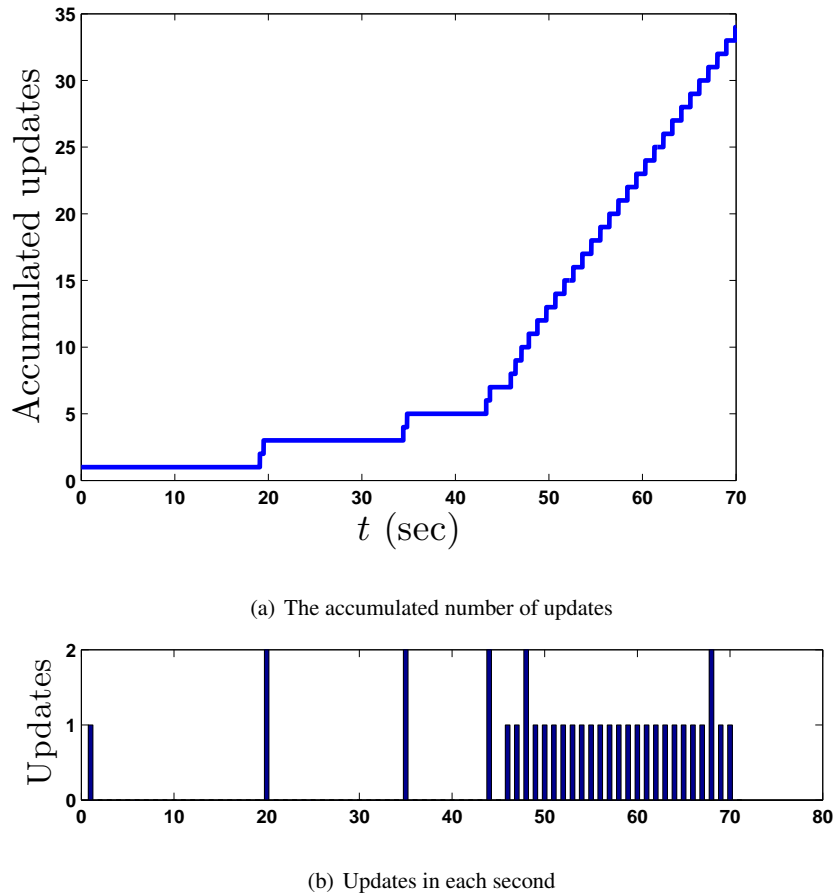 35
30
25
20
15
10
5
0
Accumulated updates
0 10 20 30 40 50 60 70
t (sec)
(a) The accumulated number of updates
2
1
0
Updates
0 10 20 30 40 50 60 70 80
(b) Updates in each second